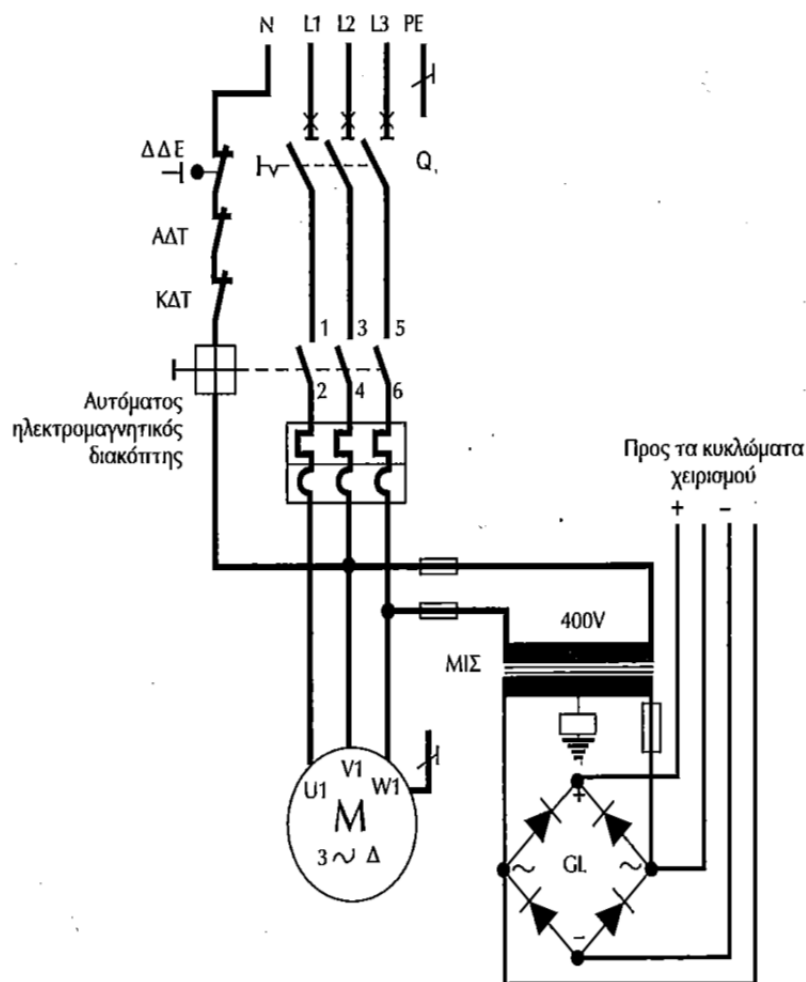 N L1 L2 L3 PE
ΔΔΕ
Q,
ΑΔΤ
ΚΔΤ
1 3 5
2 4 6
Αυτόματος
ηλεκτρομαγνητικός
διακόπτης
Προς τα κυκλώματα
χειρισμού
+ −
400V
ΜΙΣ
U1 V1 W1
M
3 ~ Δ
+
~ GL ~
−